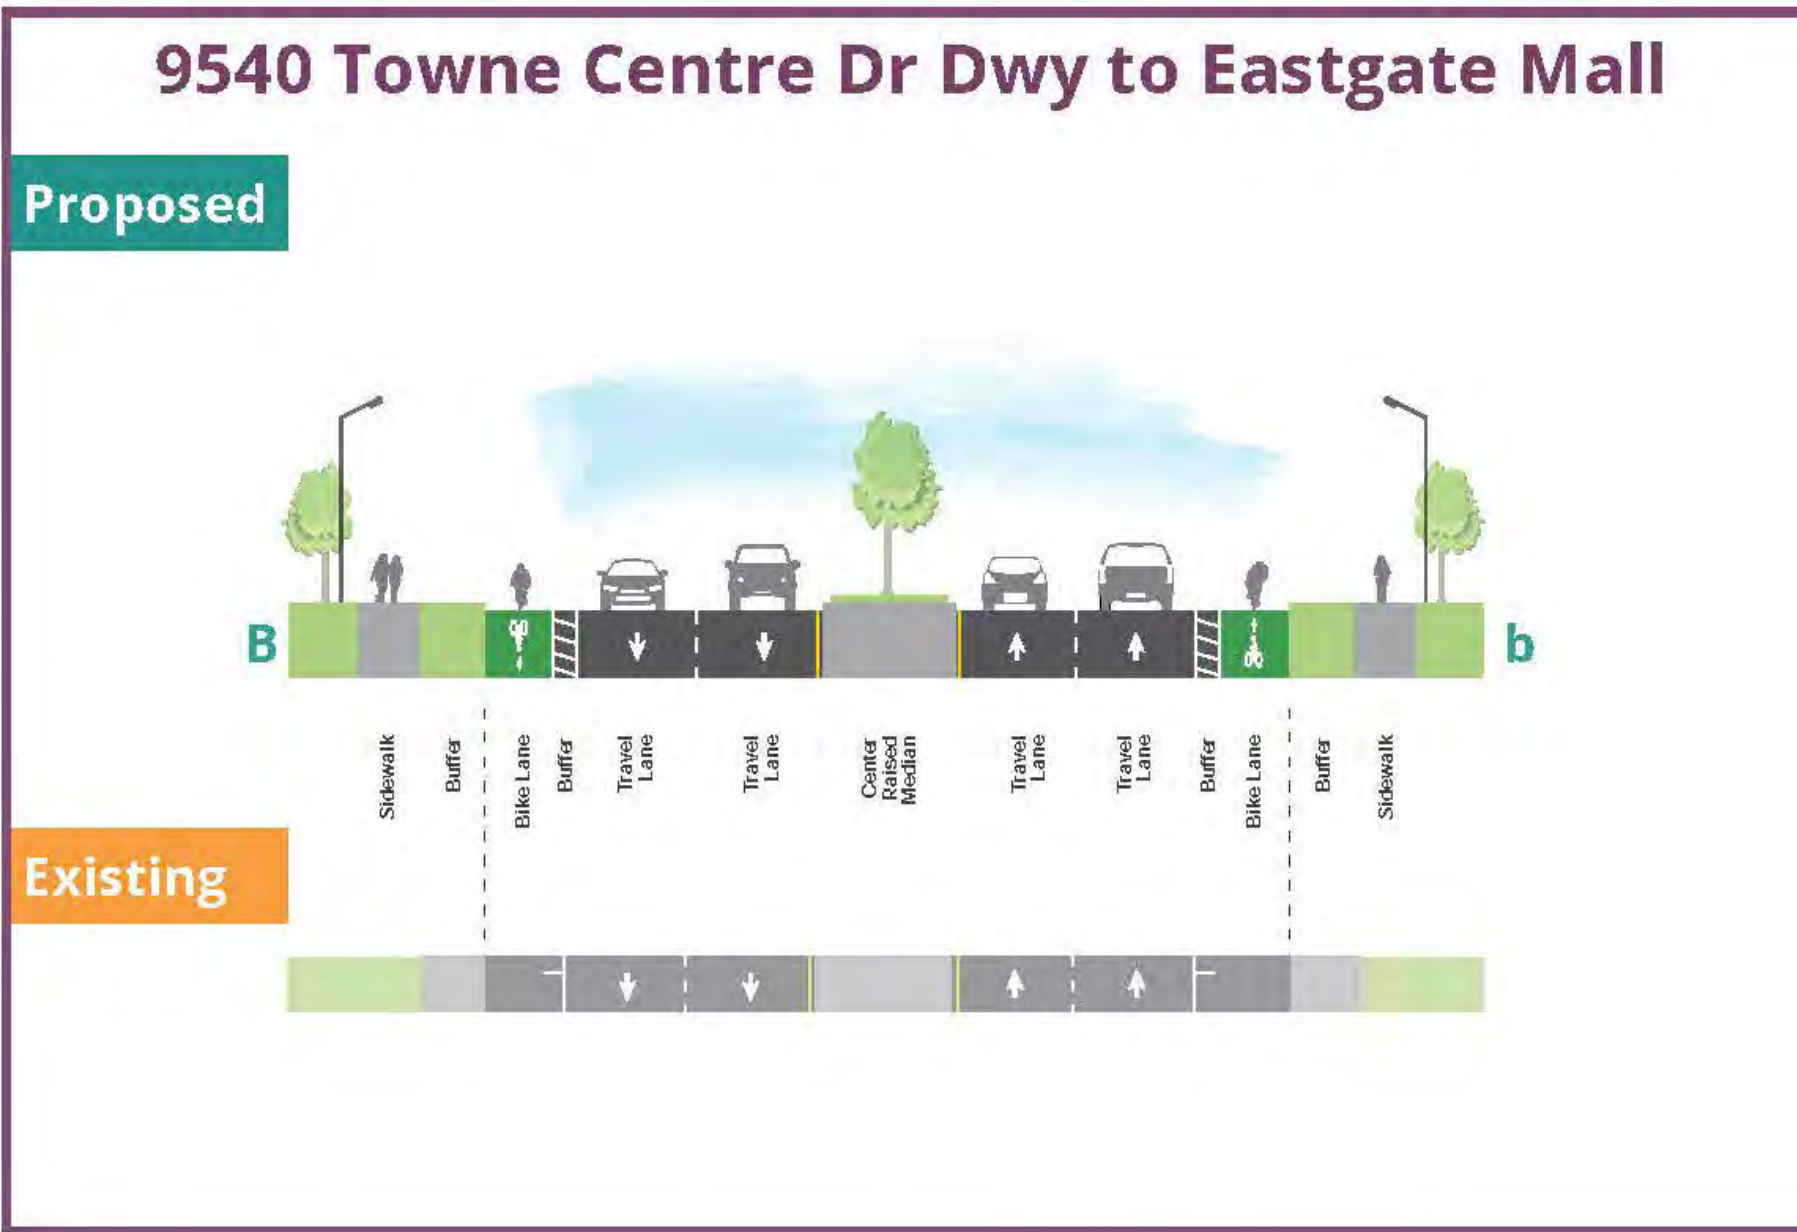 9540 Towne Centre Dr Dwy to Eastgate Mall
Proposed
B
b
Sidewalk
Buffer
Bike Lane
Buffer
Travel
Lane
Travel
Lane
Center
Raised
Median
Travel
Lane
Travel
Lane
Buffer
Bike Lane
Buffer
Sidewalk
Existing